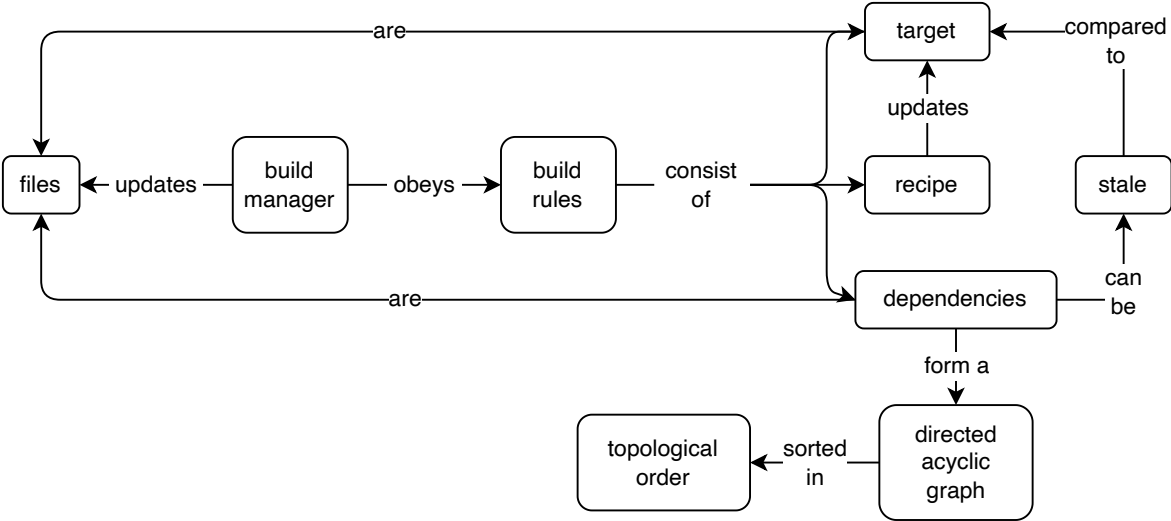 are
target
compared
to
updates
files
updates
build
manager
obeys
build
rules
consist
of
recipe
stale
can
be
are
dependencies
form a
directed
acyclic
graph
sorted
in
topological
order